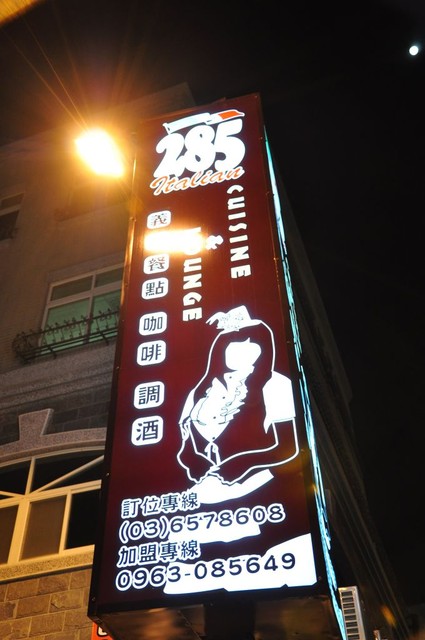 285
Italian
CUISINE
& LOUNGE
義
餐點
咖啡
調酒
訂位專線
(03)6578608
加盟專線
0963-085649